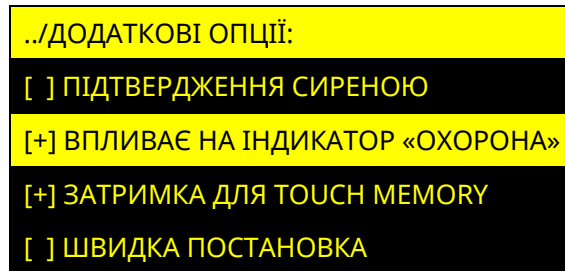 ../ДОДАТКОВІ ОПЦІЇ:
[ ] ПІДТВЕРДЖЕННЯ СИРЕНОЮ
[+] ВПЛИВАЄ НА ІНДИКАТОР «ОХОРОНА»
[+] ЗАТРИМКА ДЛЯ TOUCH MEMORY
[ ] ШВИДКА ПОСТАНОВКА